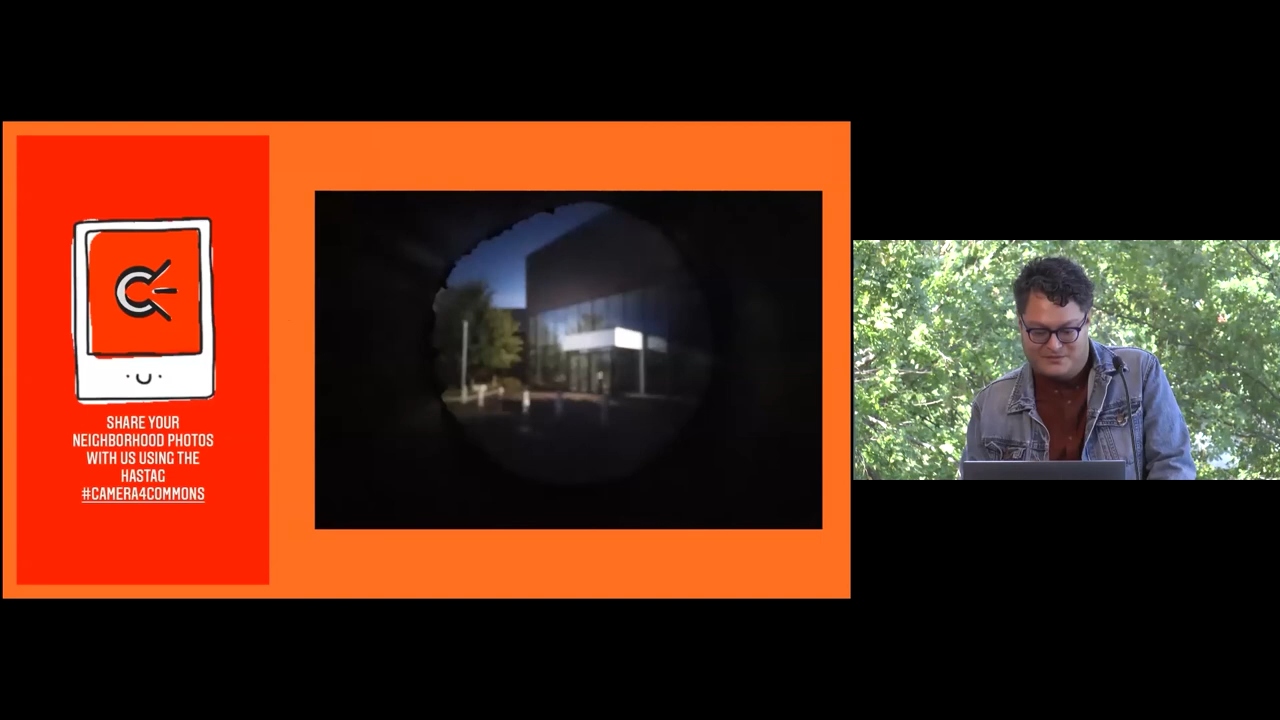 SHARE YOUR
NEIGHBORHOOD PHOTOS
WITH US USING THE
HASTAG
#CAMERA4COMMONS